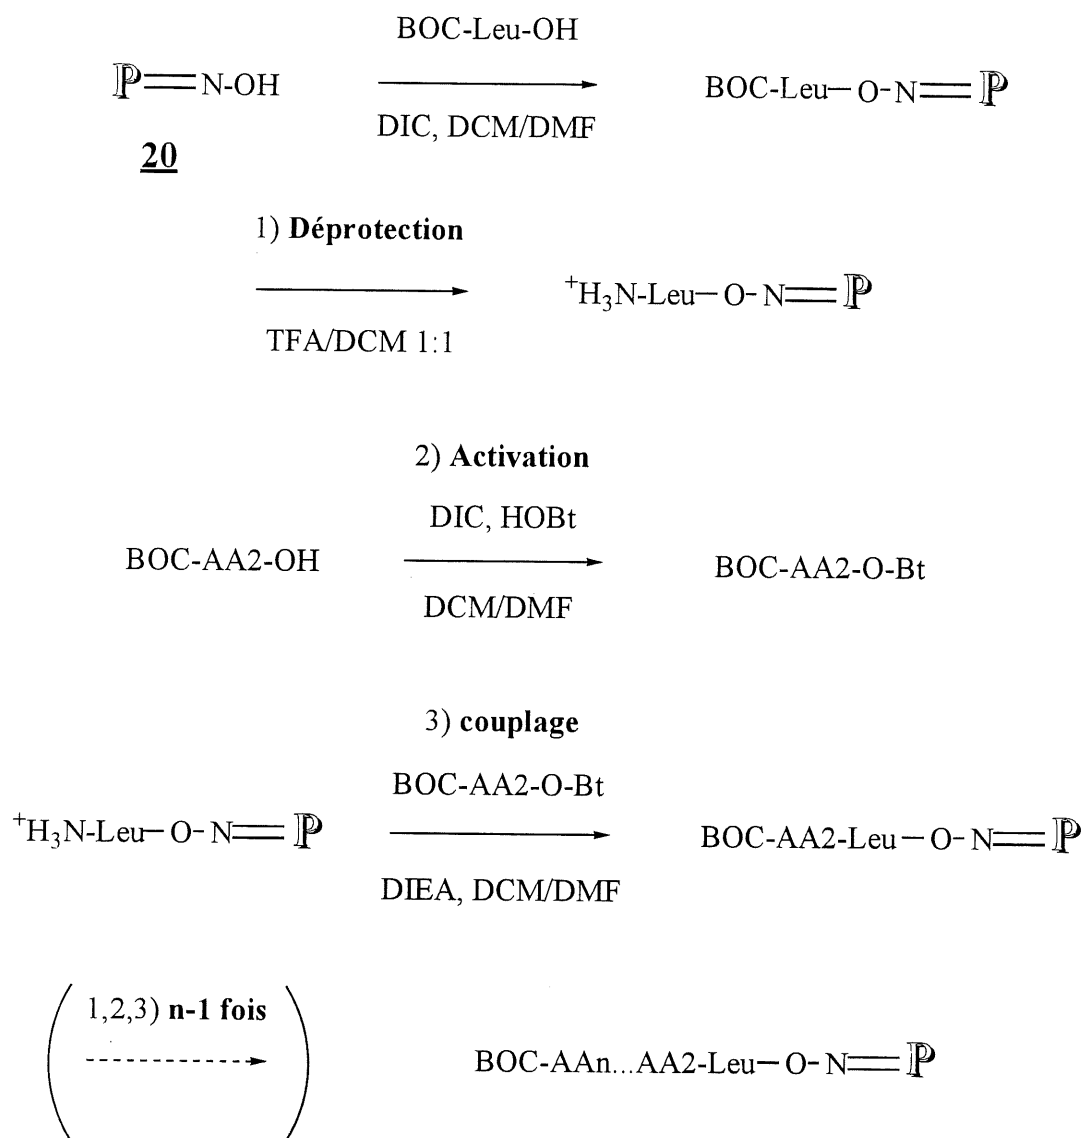 BOC-Leu-OH
ℙ=N-OH
BOC-Leu-O-N=ℙ
DIC, DCM/DMF
20
1) Déprotection
⁺H₃N-Leu-O-N=ℙ
TFA/DCM 1:1
2) Activation
DIC, HOBt
BOC-AA2-OH
BOC-AA2-O-Bt
DCM/DMF
3) couplage
BOC-AA2-O-Bt
⁺H₃N-Leu-O-N=ℙ
BOC-AA2-Leu-O-N=ℙ
DIEA, DCM/DMF
1,2,3) n-1 fois
BOC-AAn...AA2-Leu-O-N=ℙ